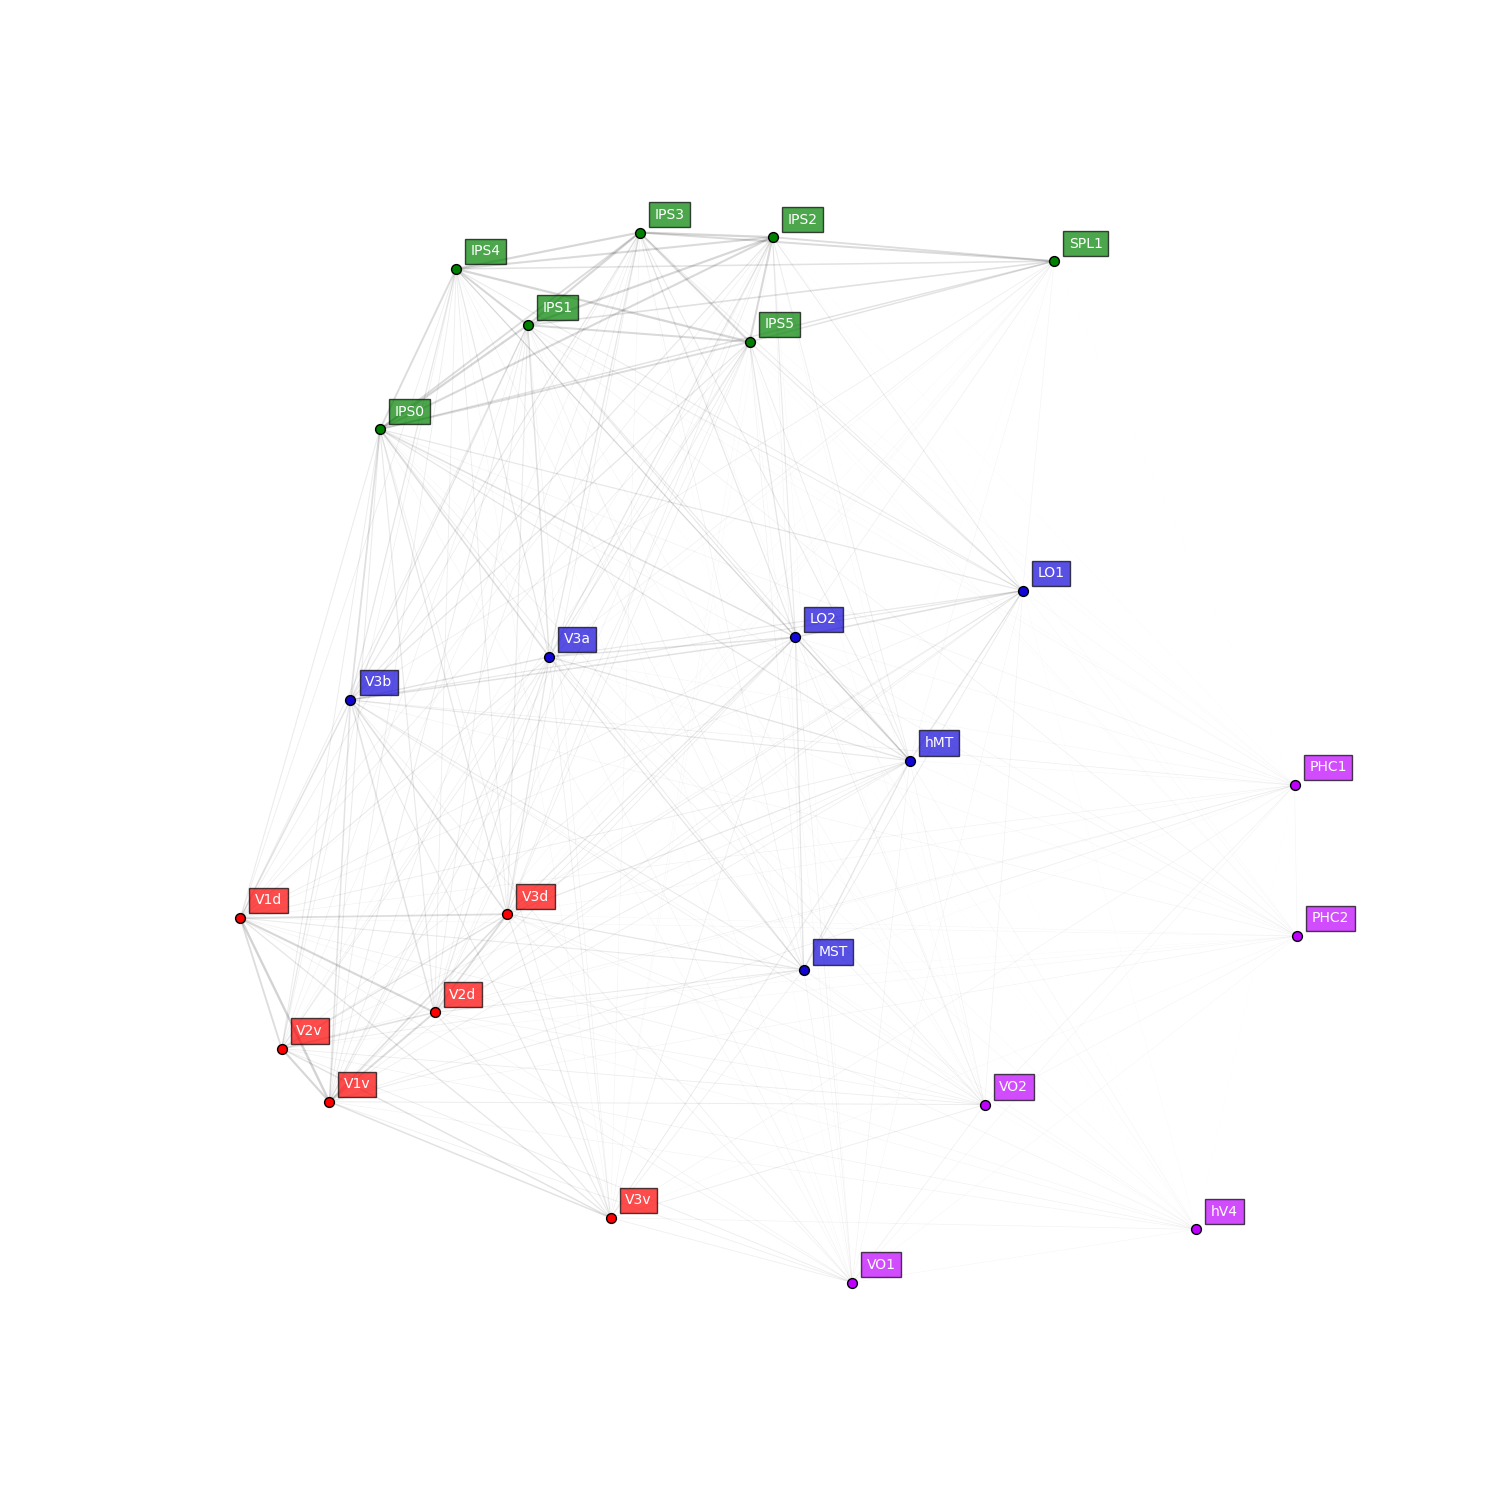 IPS3
IPS2
SPL1
IPS4
IPS1
IPS5
IPS0
LO1
LO2
V3a
V3b
hMT
PHC1
V1d
V3d
PHC2
MST
V2d
V2v
V1v
VO2
V3v
hV4
VO1